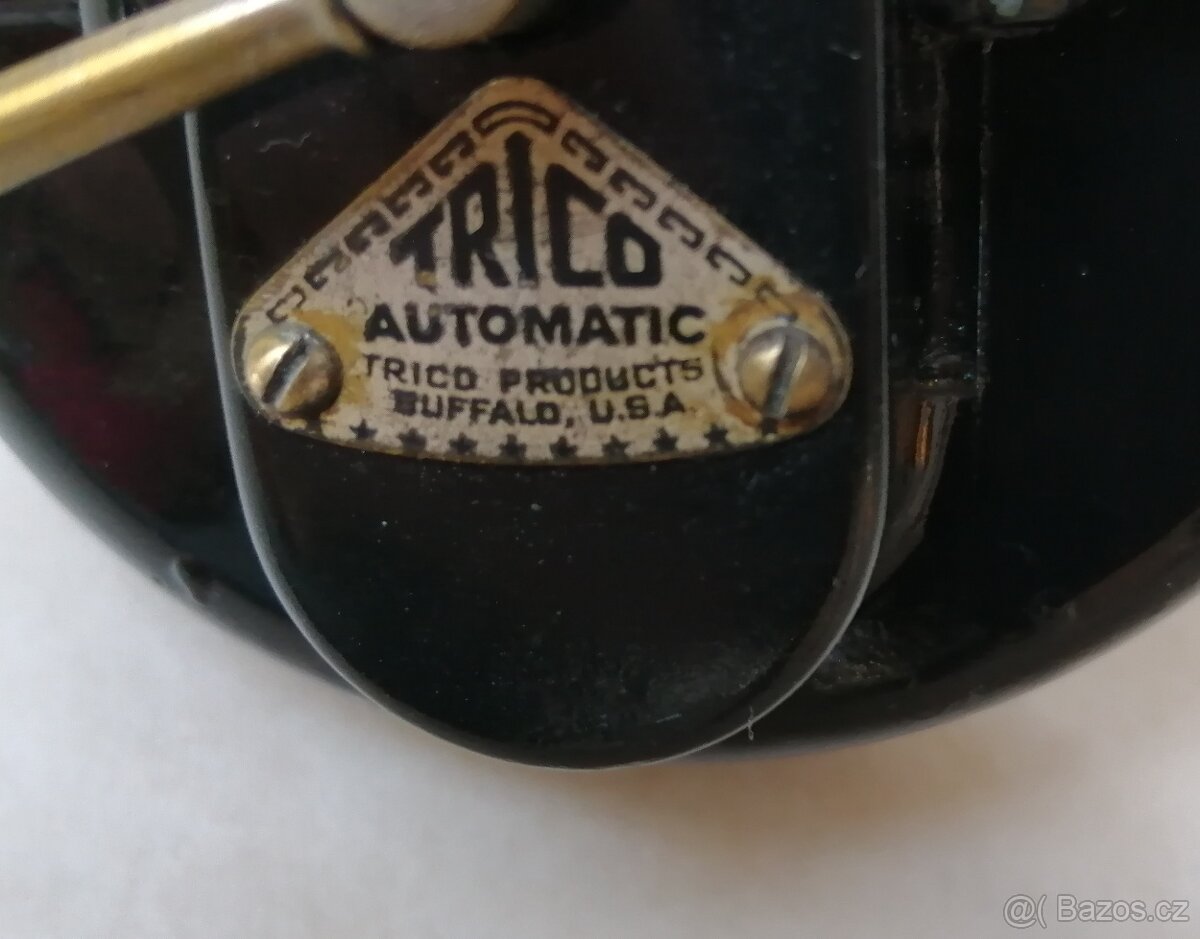 TRICO
AUTOMATIC
TRICO PRODUCTS
BUFFALO, U.S.A
@( Bazos.cz